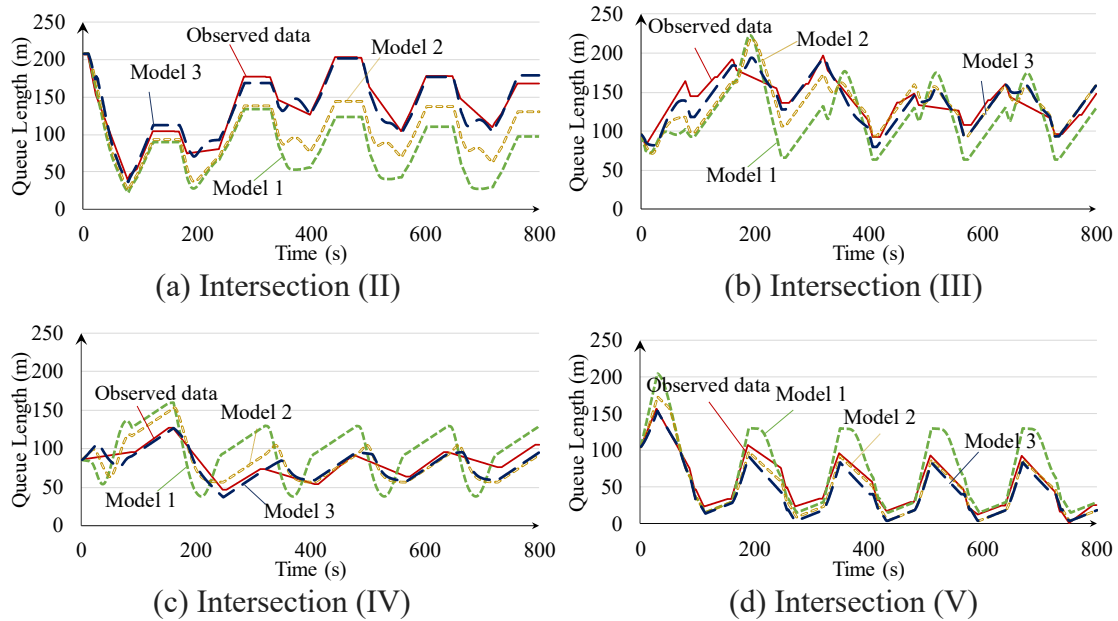 250
200
150
100
50
0
Queue Length (m)
Observed data
Model 2
Model 3
Model 1
0
200
400
600
800
Time (s)
(a) Intersection (II)
250
200
150
100
50
0
Queue Length (m)
Observed data
Model 2
Model 3
Model 1
0
200
400
600
800
Time (s)
(b) Intersection (III)
250
200
150
100
50
0
Queue Length (m)
Observed data
Model 2
Model 1
Model 3
0
200
400
600
800
Time (s)
(c) Intersection (IV)
250
200
150
100
50
0
Queue Length (m)
Observed data
Model 1
Model 2
Model 3
0
200
400
600
800
Time (s)
(d) Intersection (V)